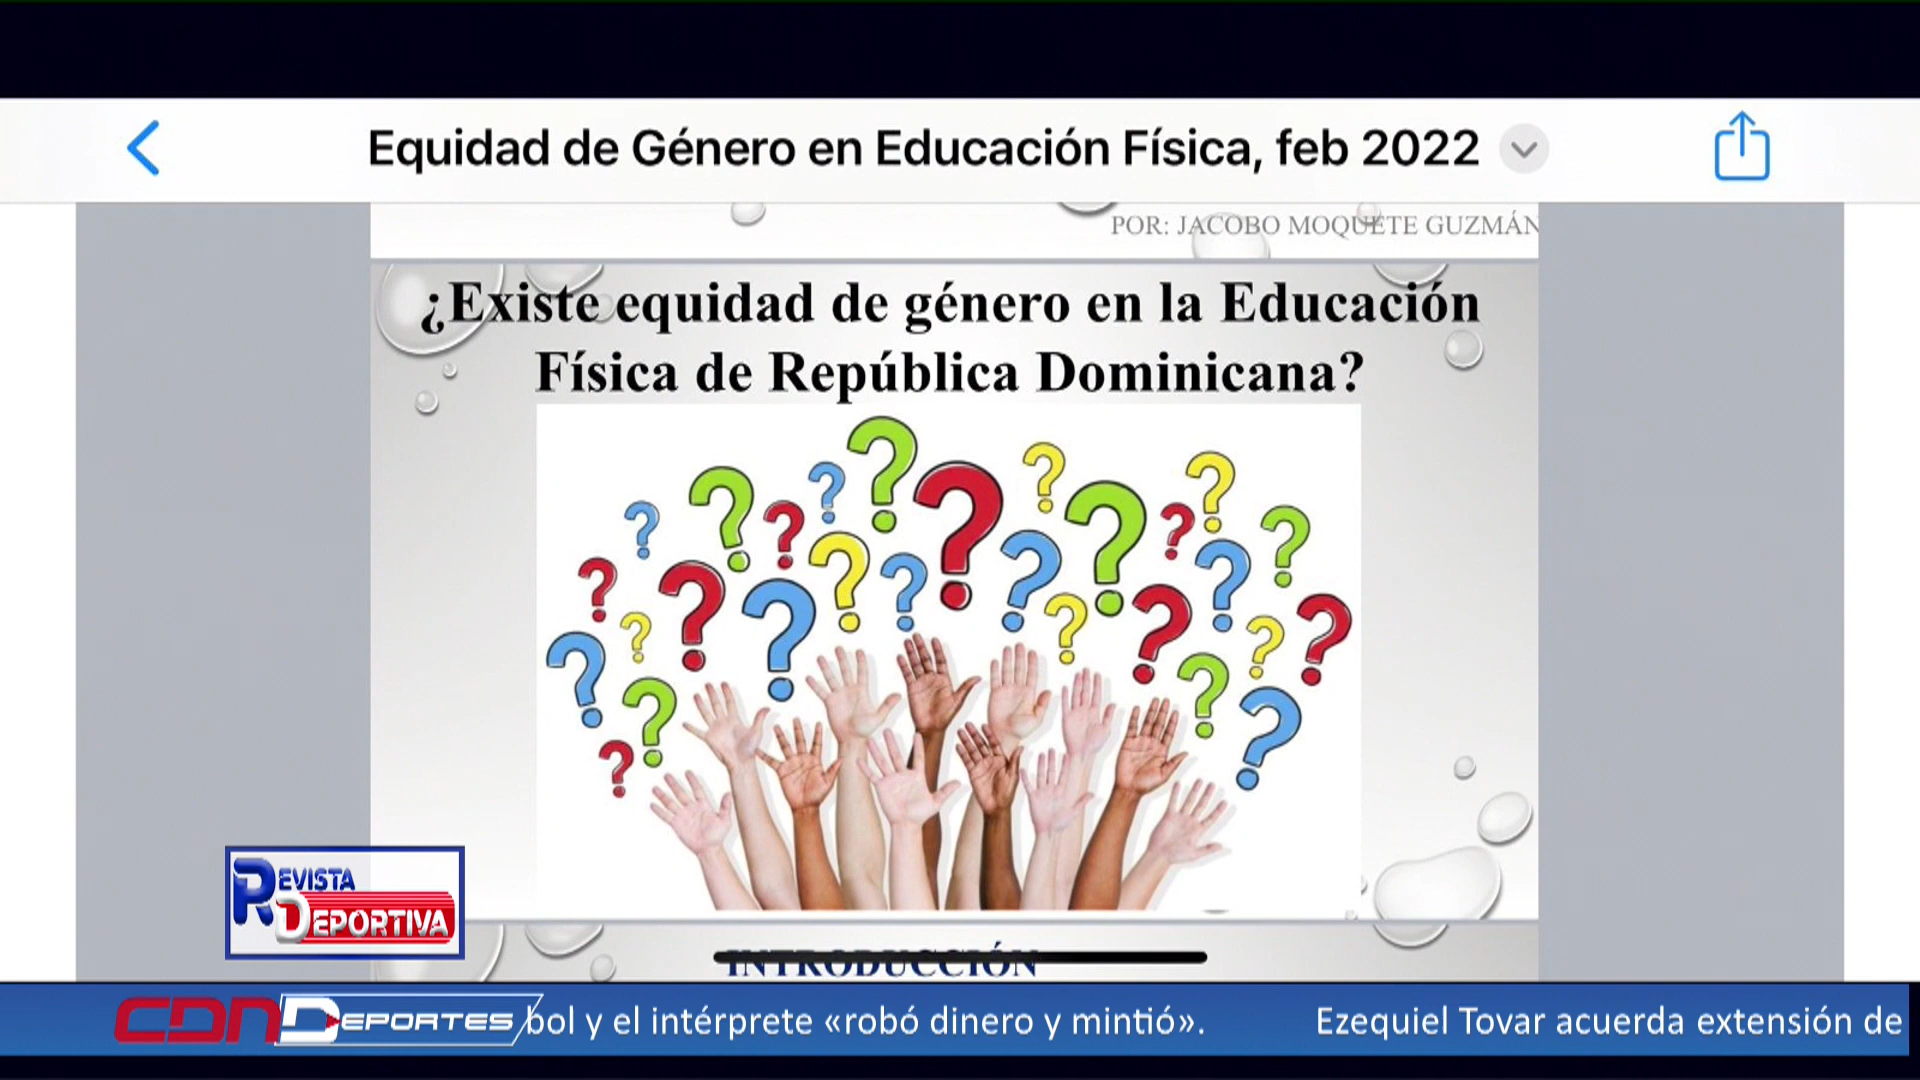 Equidad de Género en Educación Física, feb 2022
POR: JACOBO MOQUETE GUZMÁN
¿Existe equidad de género en la Educación
Física de República Dominicana?
? ? ? ? ? ? ? ? ? ? ? ? ? ? ? ? ? ? ? ? ? ? ? ? ? ? ?
REVISTA
DEPORTIVA
INTRODUCCIÓN
CDN DEPORTES bol y el intérprete «robó dinero y mintió». Ezequiel Tovar acuerda extensión de